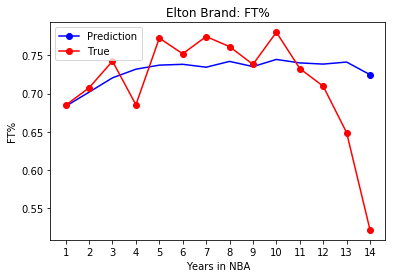 Elton Brand: FT%
Prediction
True
0.75
0.70
0.65
0.60
0.55
FT%
1 2 3 4 5 6 7 8 9 10 11 12 13 14
Years in NBA